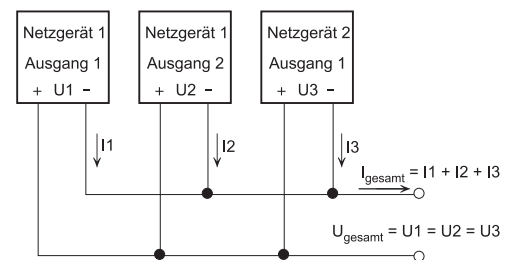 Netzgerät 1
Ausgang 1
+ U1 −
Netzgerät 1
Ausgang 2
+ U2 −
Netzgerät 2
Ausgang 1
+ U3 −
I1
I2
I3
Igesamt = I1 + I2 + I3
Ugesamt = U1 = U2 = U3